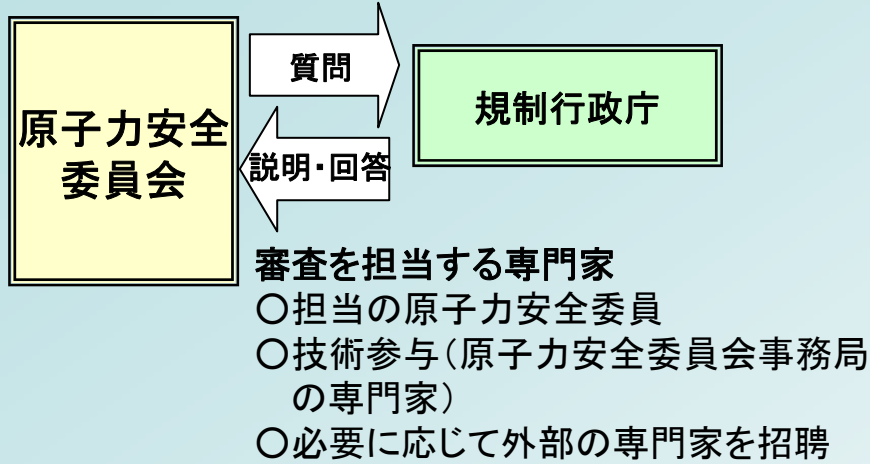 原子力安全
委員会
質問
規制行政庁
説明・回答
審査を担当する専門家
○担当の原子力安全委員
○技術参与(原子力安全委員会事務局
の専門家)
○必要に応じて外部の専門家を招聘